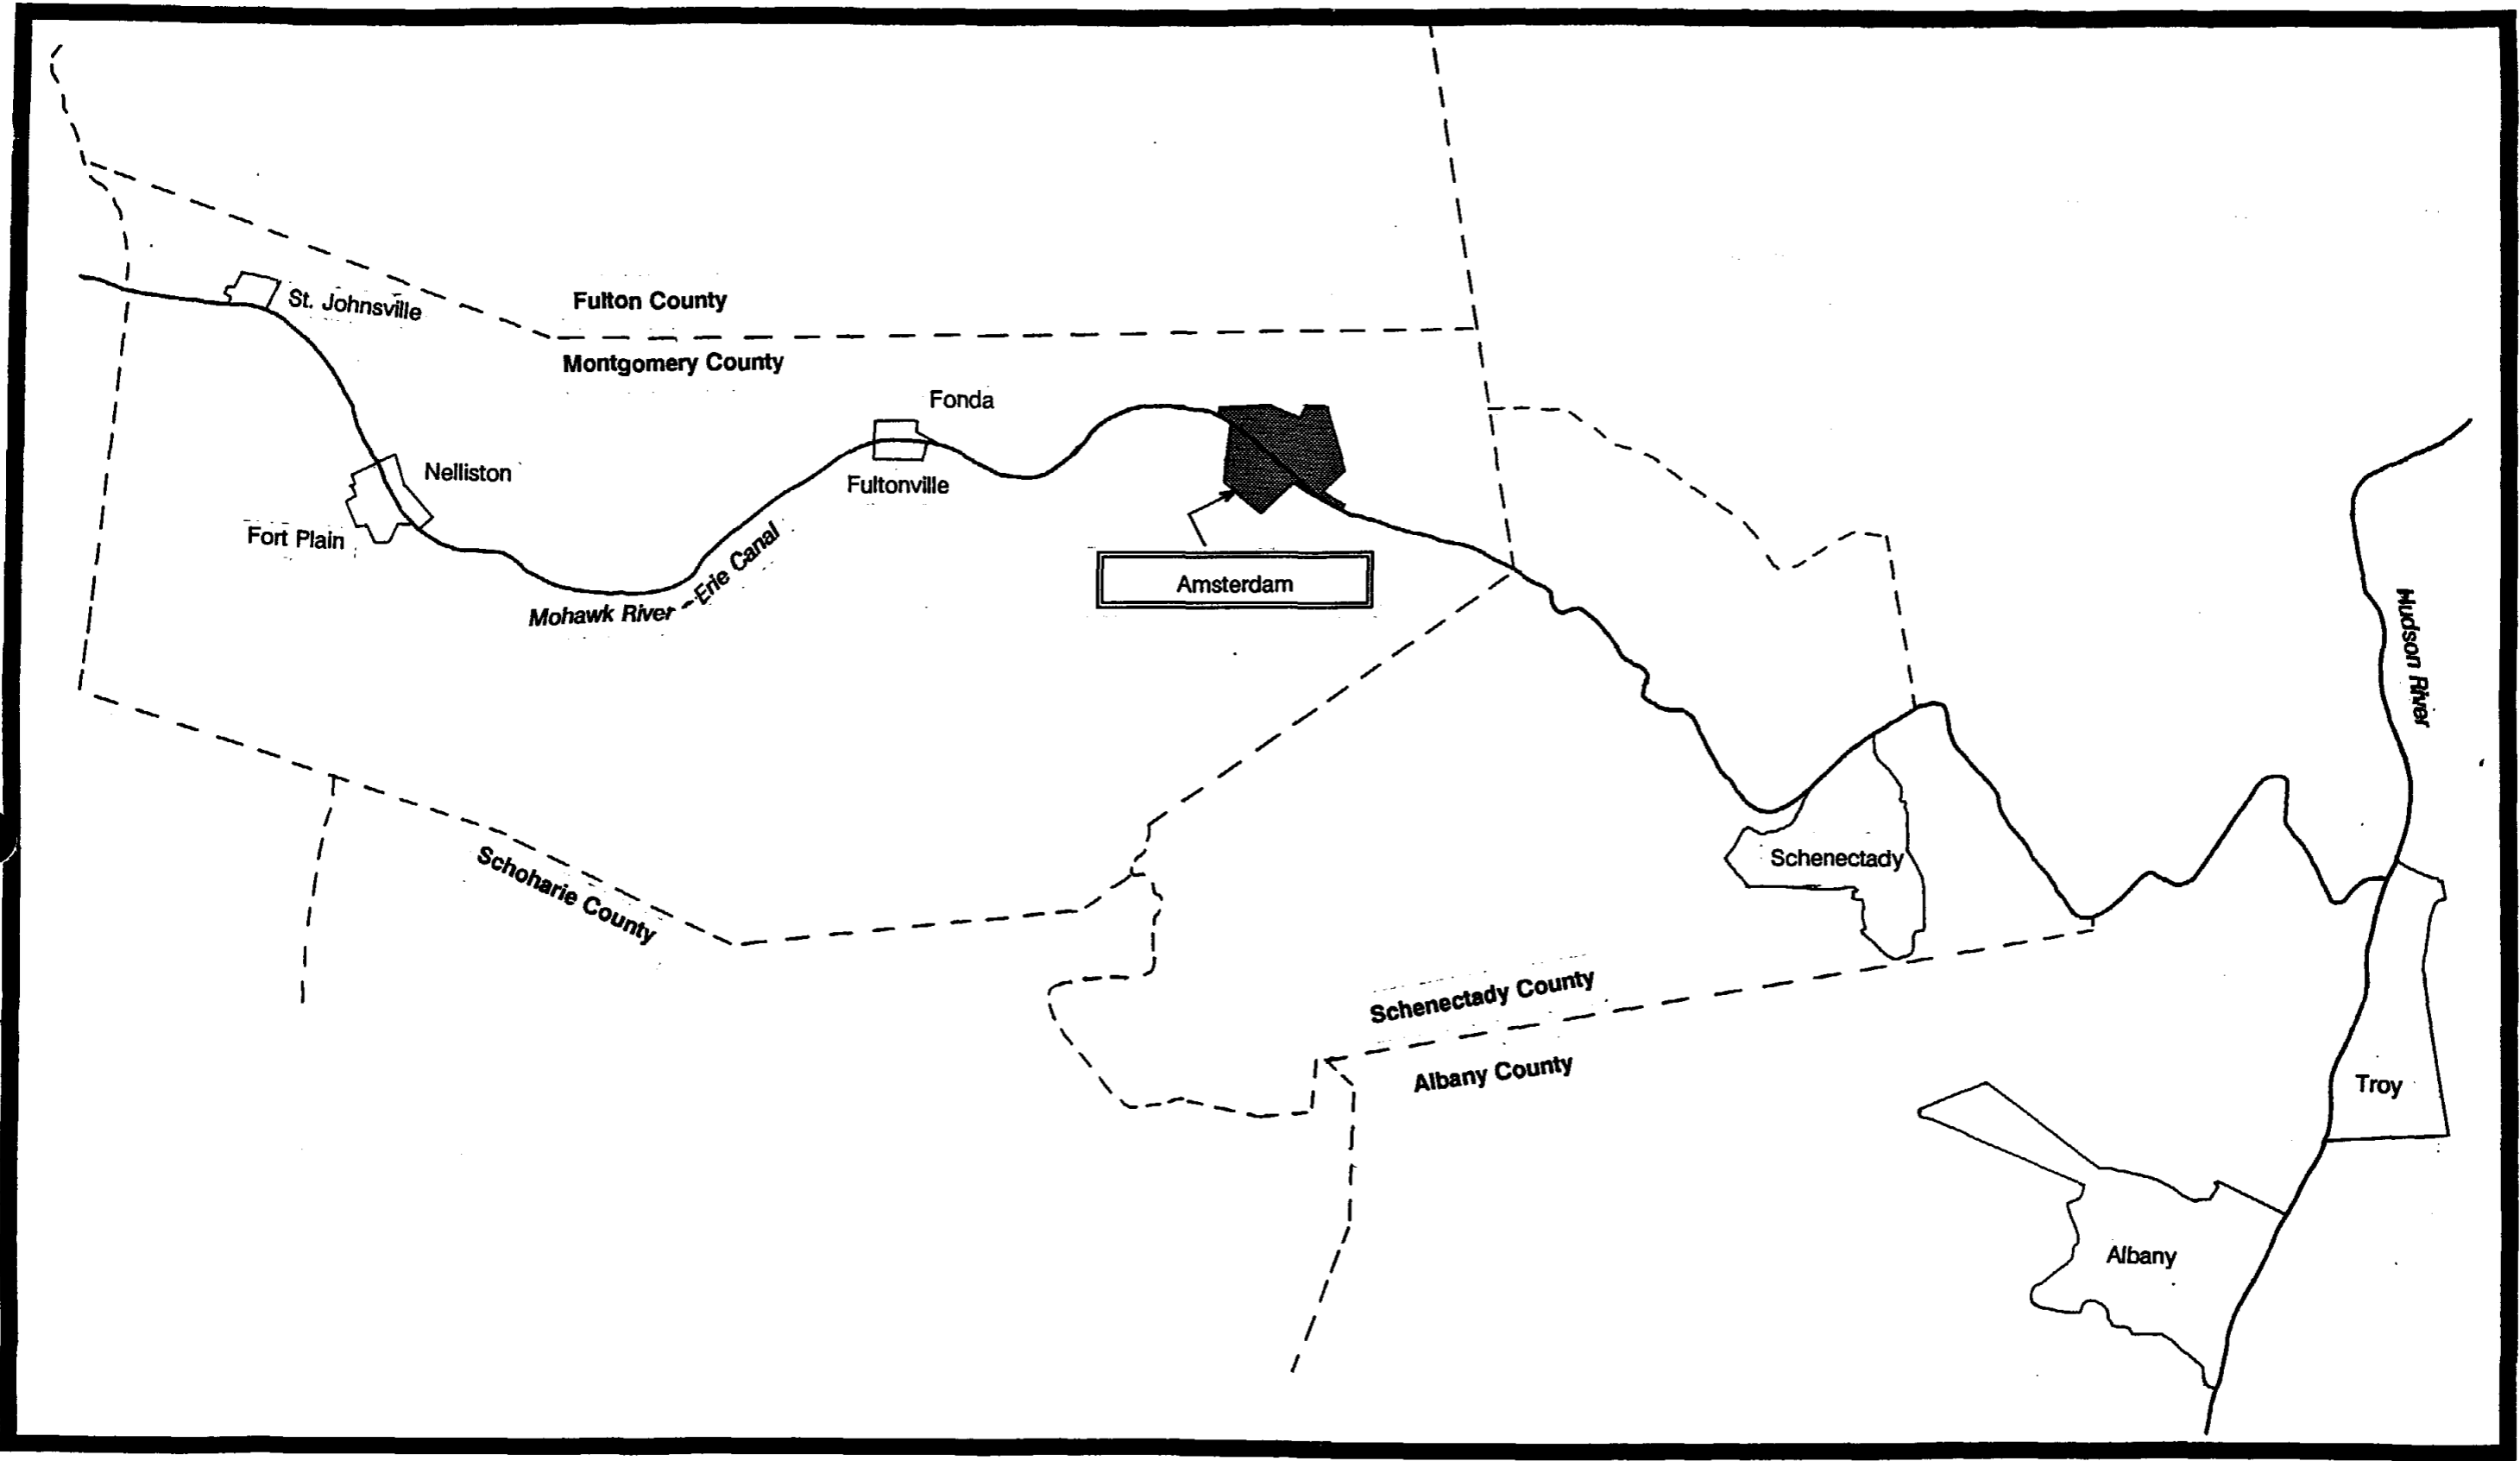 St. Johnsville
Fulton County
Montgomery County
Fonda
Nelliston
Fultonville
Fort Plain
Mohawk River - Erie Canal
Amsterdam
Hudson River
Schoharie County
Schenectady
Schenectady County
Albany County
Troy
Albany